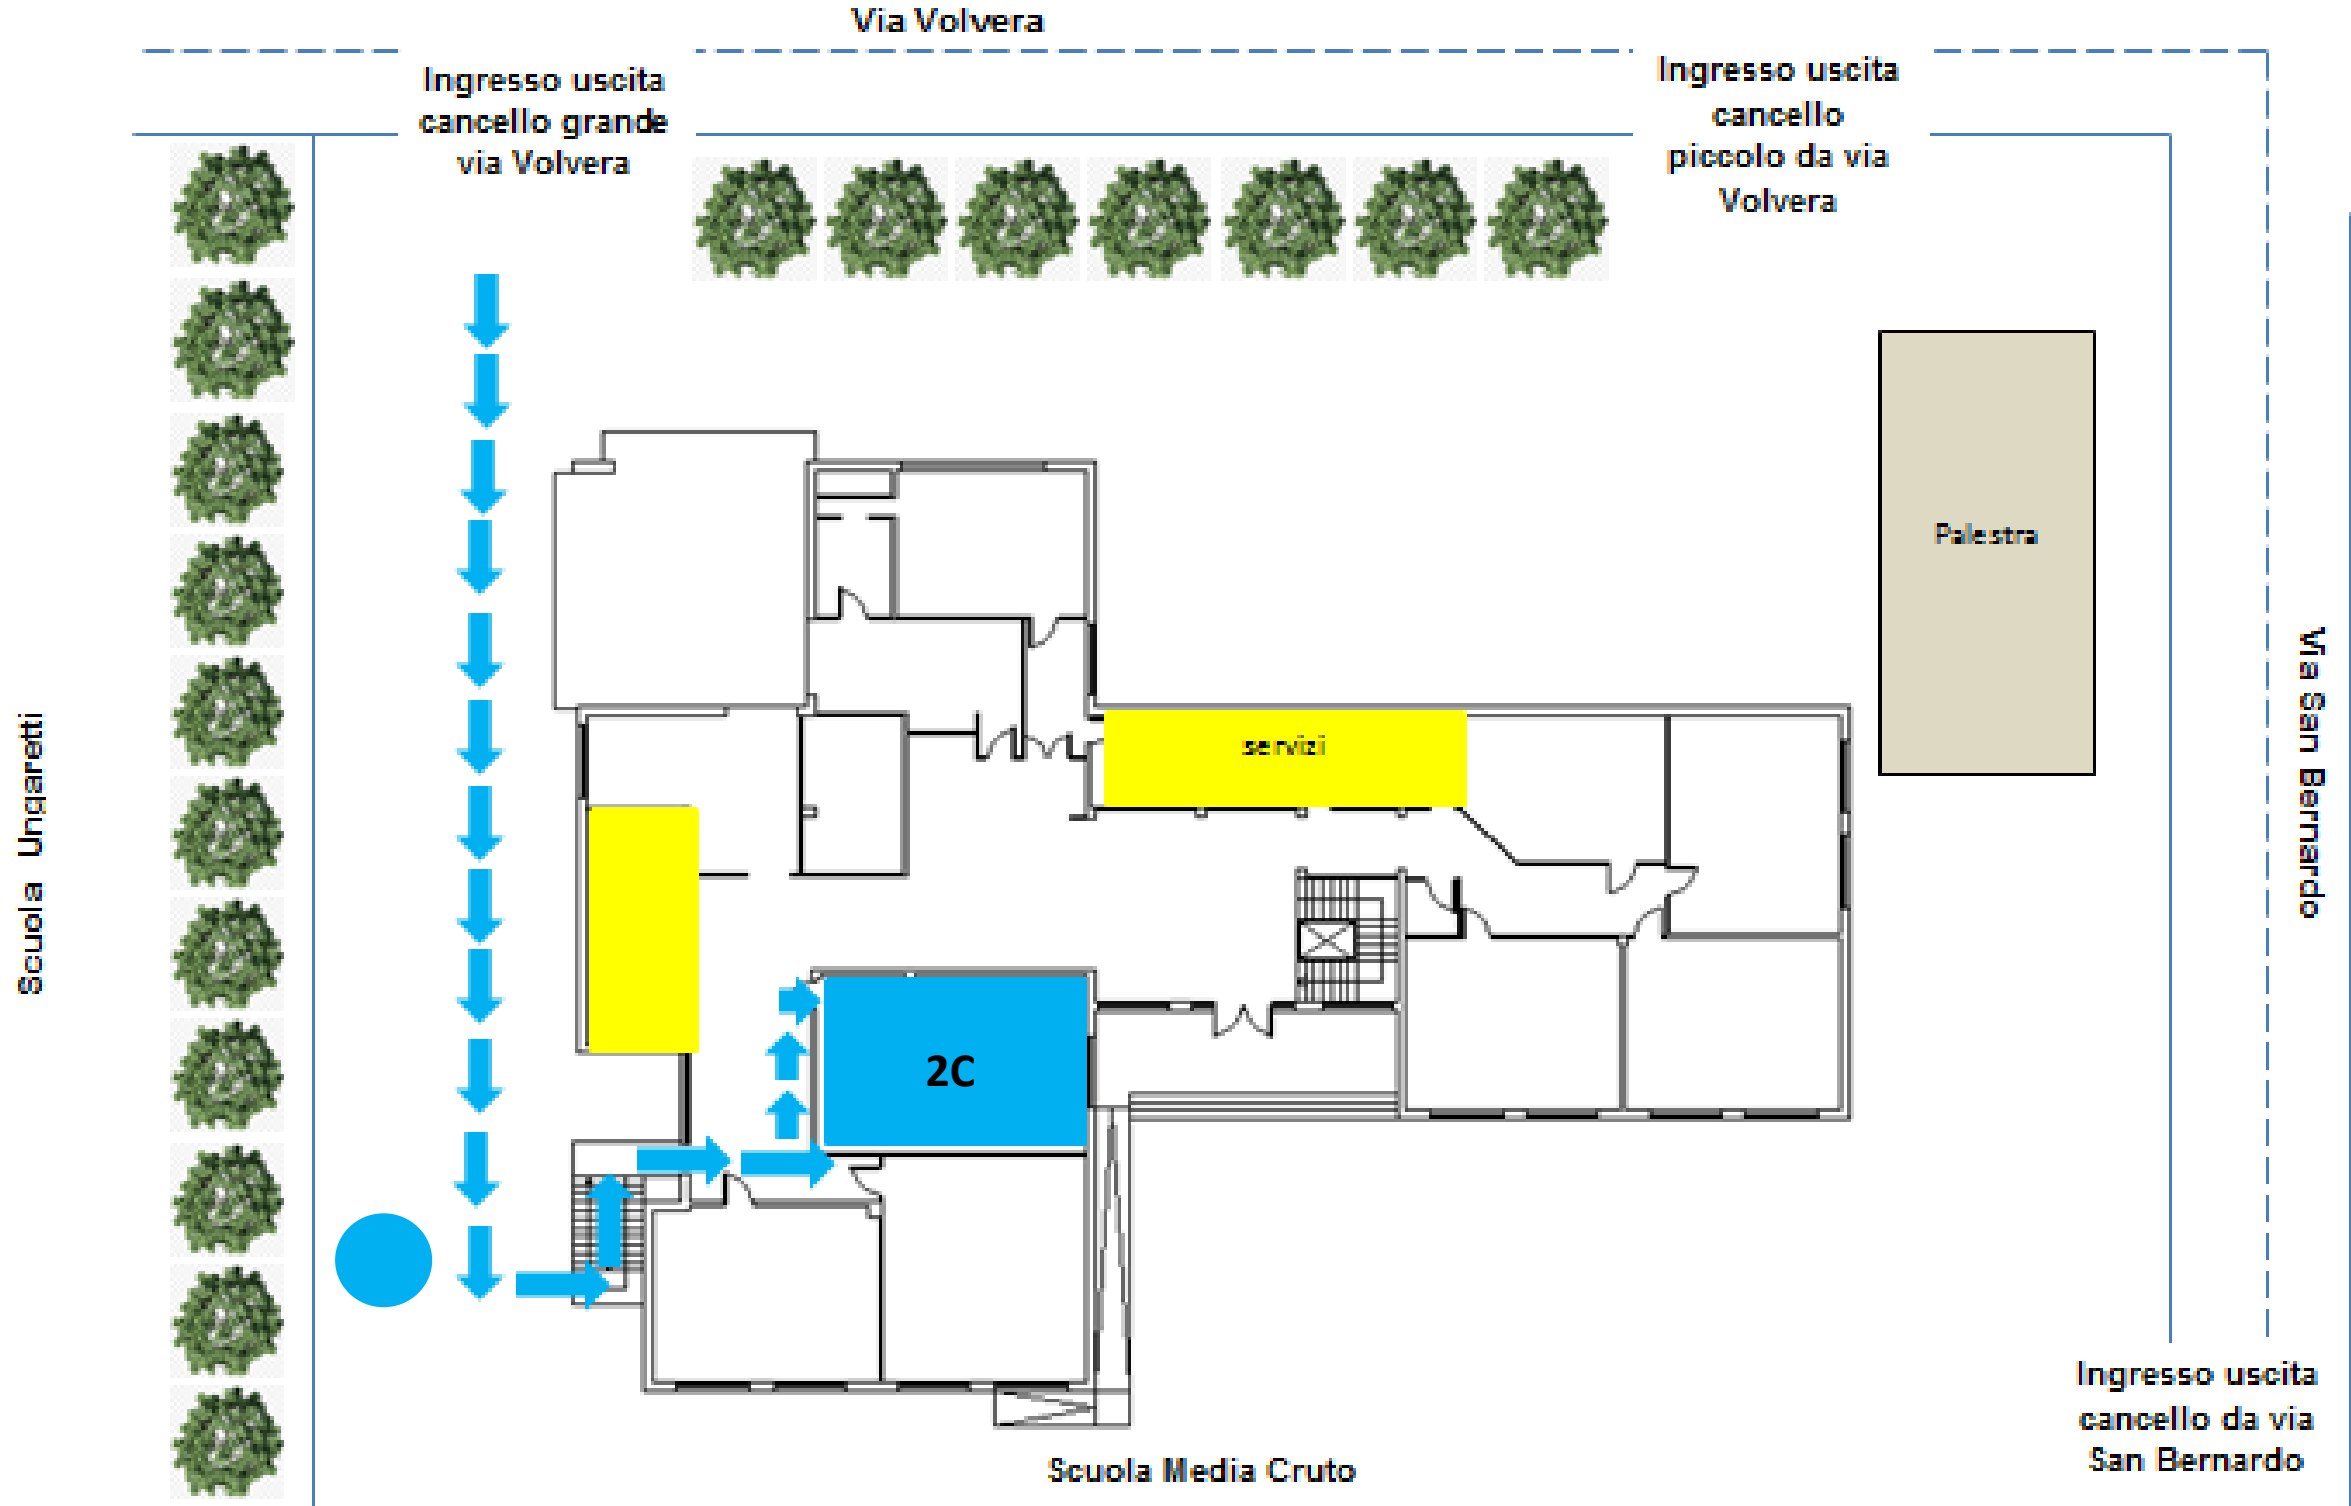 Via Volvera
Ingresso uscita
cancello grande
via Volvera
Ingresso uscita
cancello
piccolo da via
Volvera
Palestra
servizi
Scuola Ungaretti
Via San Bernardo
2C
Ingresso uscita
cancello da via
San Bernardo
Scuola Media Cruto